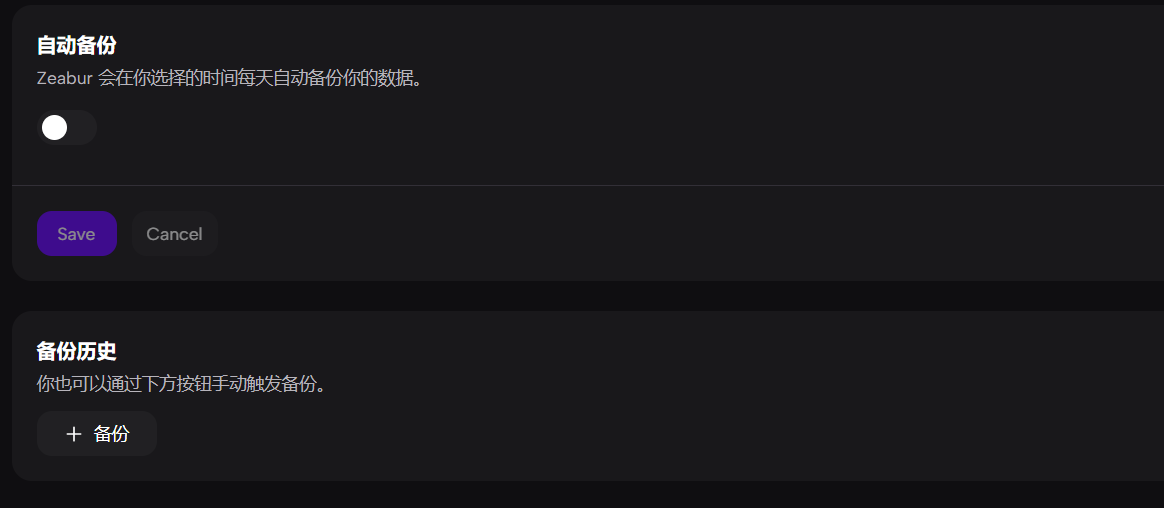 自动备份
Zeabur 会在你选择的时间每天自动备份你的数据。
Save Cancel
备份历史
你也可以通过下方按钮手动触发备份。
+ 备份